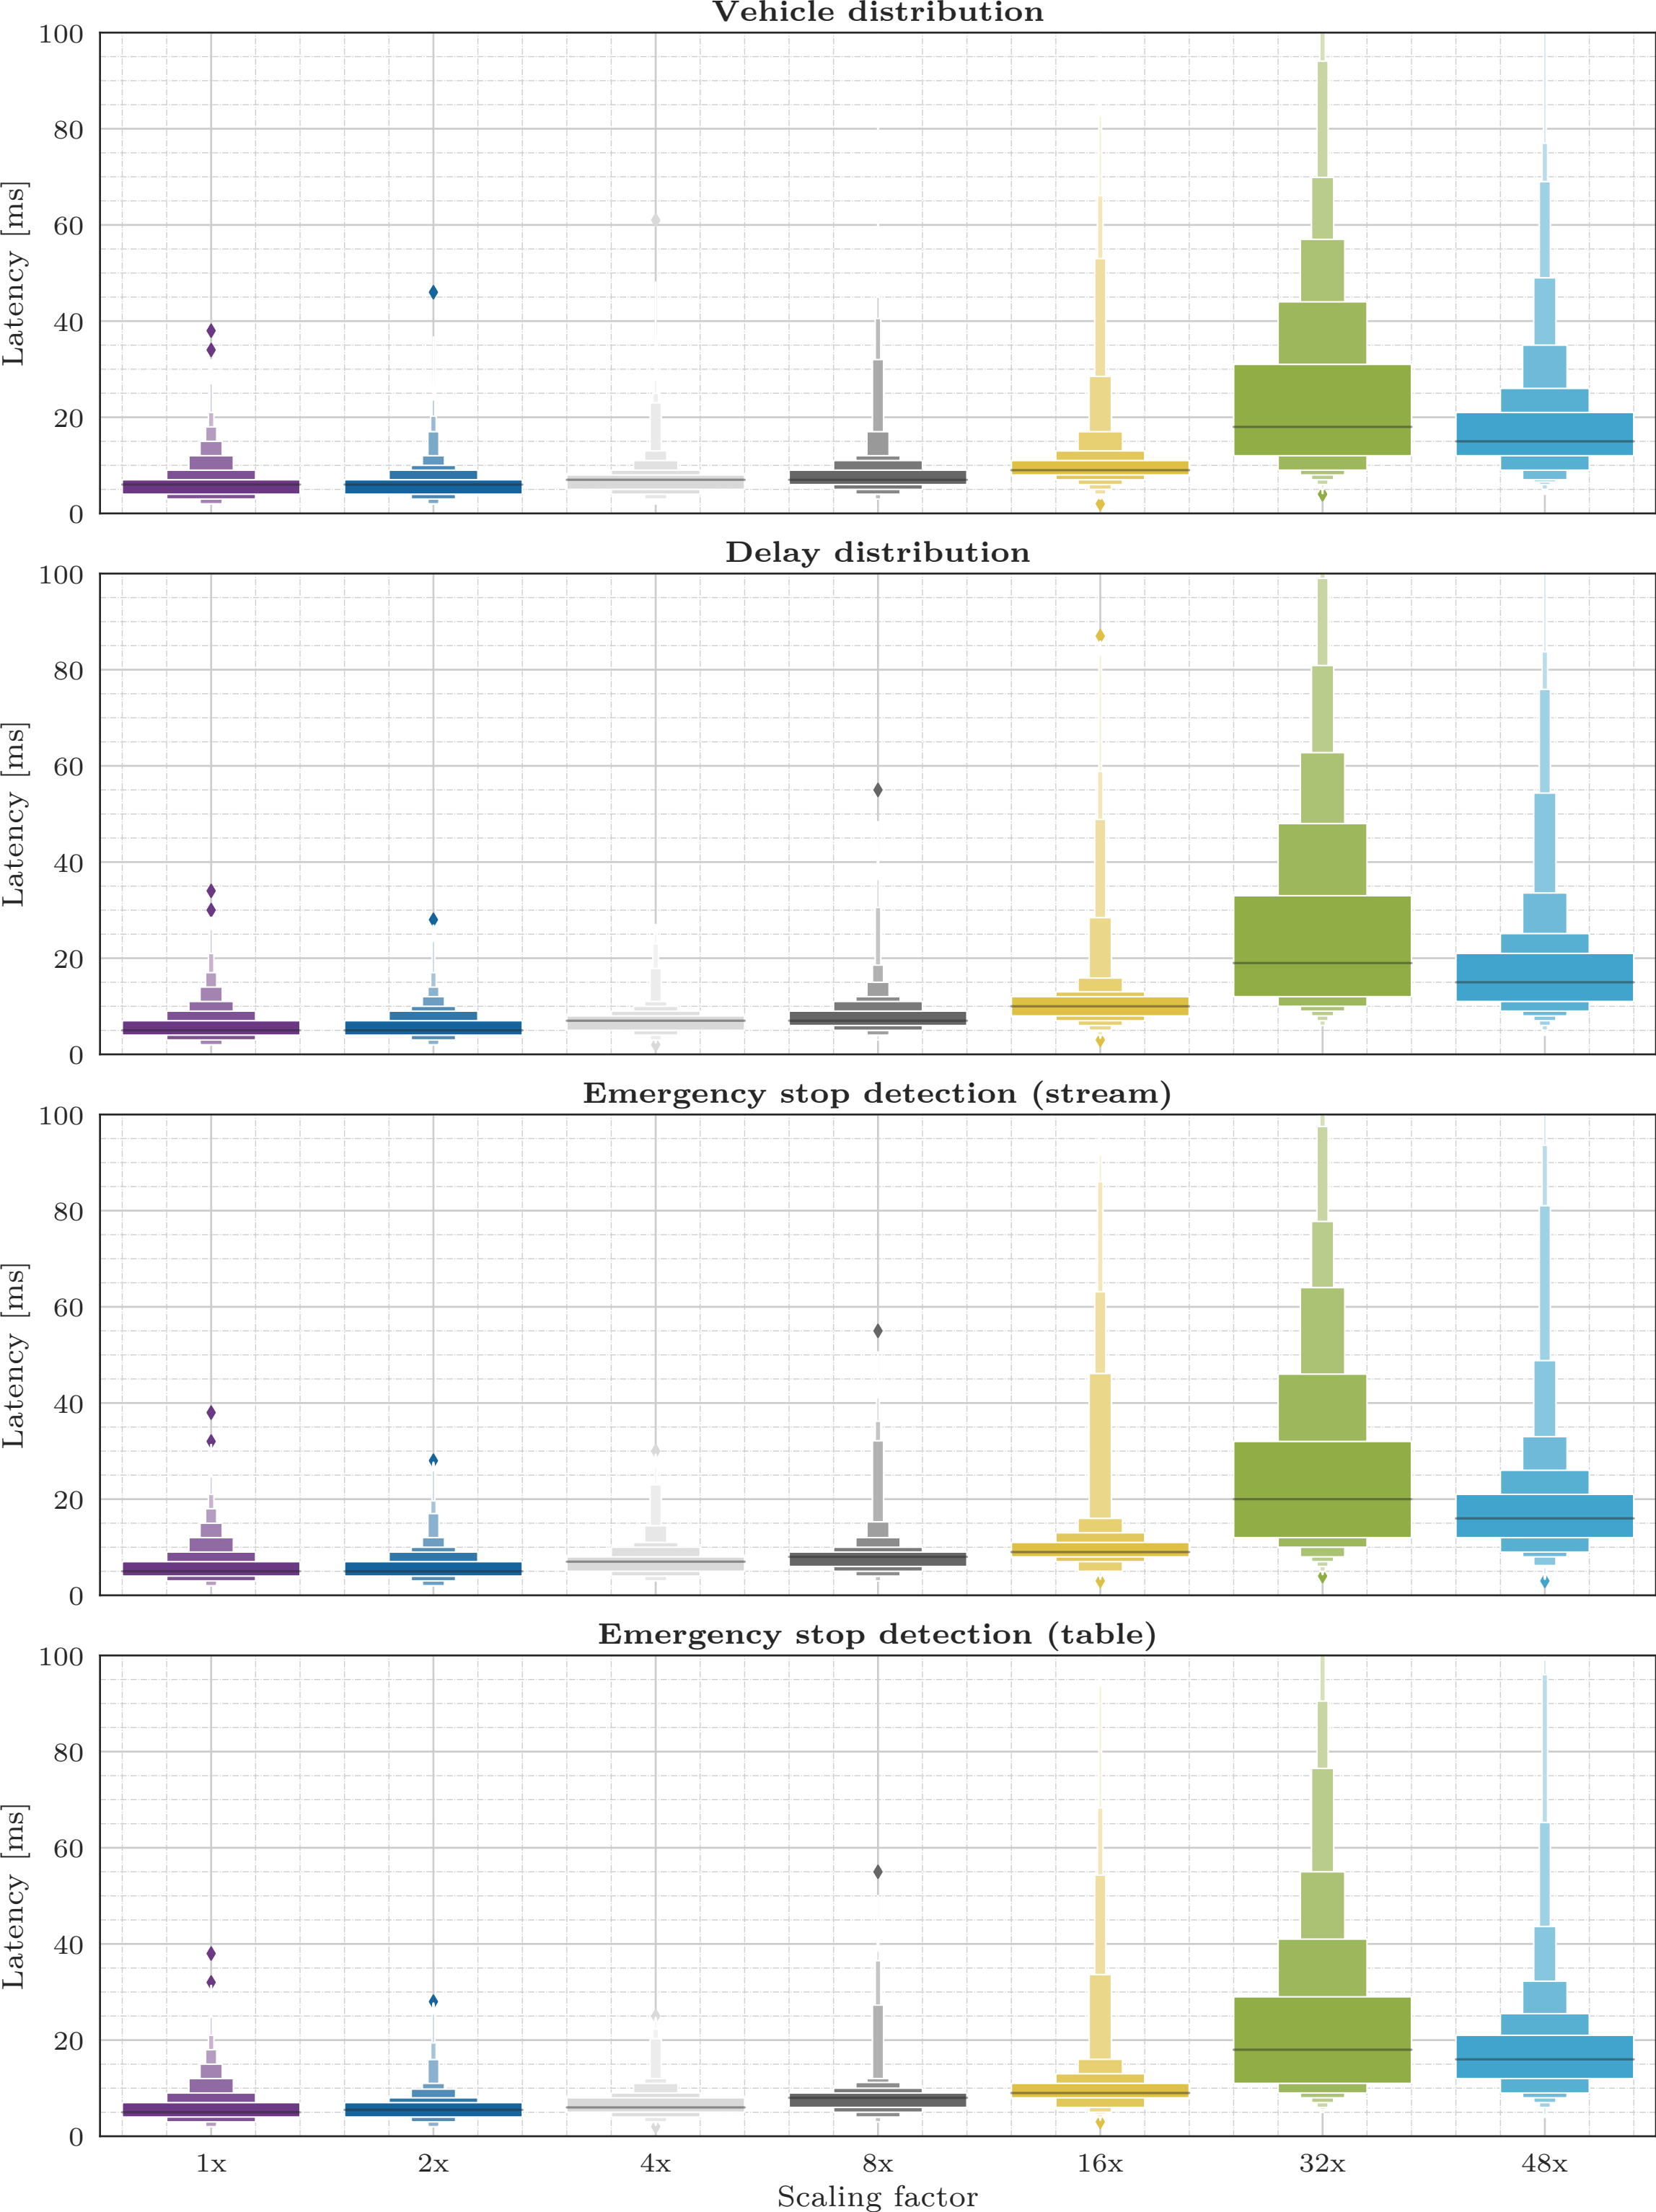 Vehicle distribution
100
80
60
40
20
0
Latency [ms]
Delay distribution
100
80
60
40
20
0
Latency [ms]
Emergency stop detection (stream)
100
80
60
40
20
0
Latency [ms]
Emergency stop detection (table)
100
80
60
40
20
0
Latency [ms]
1x 2x 4x 8x 16x 32x 48x
Scaling factor